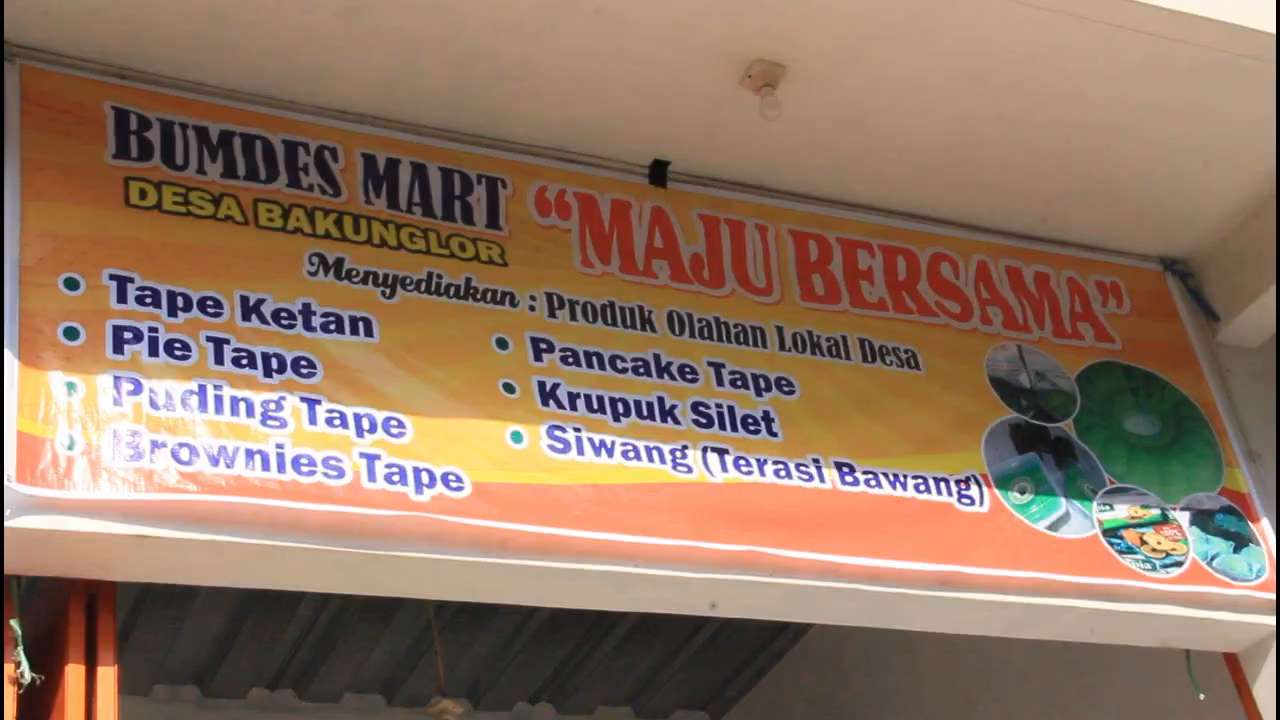 BUMDES MART
DESA BAKUNGLOR
"MAJU BERSAMA"
Menyediakan : Produk Olahan Lokal Desa
• Tape Ketan
• Pie Tape
• Puding Tape
• Brownies Tape
• Pancake Tape
• Krupuk Silet
• Siwang (Terasi Bawang)